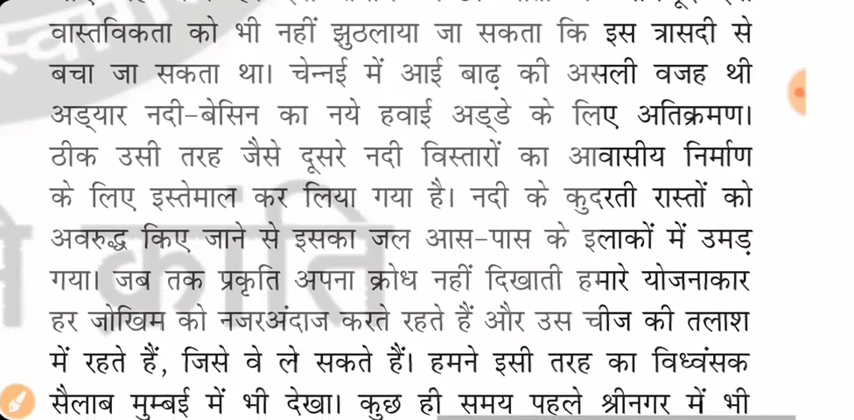 वास्तविकता को भी नहीं झुठलाया जा सकता कि इस त्रासदी से
बचा जा सकता था। चेन्नई में आई बाढ़ की असली वजह थी
अड्यार नदी-बेसिन का नये हवाई अड्डे के लिए अतिक्रमण।
ठीक उसी तरह जैसे दूसरे नदी विस्तारों का आवासीय निर्माण
के लिए इस्तेमाल कर लिया गया है। नदी के कुदरती रास्तों को
अवरुद्ध किए जाने से इसका जल आस-पास के इलाकों में उमड़
गया। जब तक प्रकृति अपना क्रोध नहीं दिखाती हमारे योजनाकार
हर जोखिम को नजरअंदाज करते रहते हैं और उस चीज की तलाश
में रहते हैं, जिसे वे ले सकते हैं। हमने इसी तरह का विध्वंसक
सैलाब मुम्बई में भी देखा। कुछ ही समय पहले श्रीनगर में भी